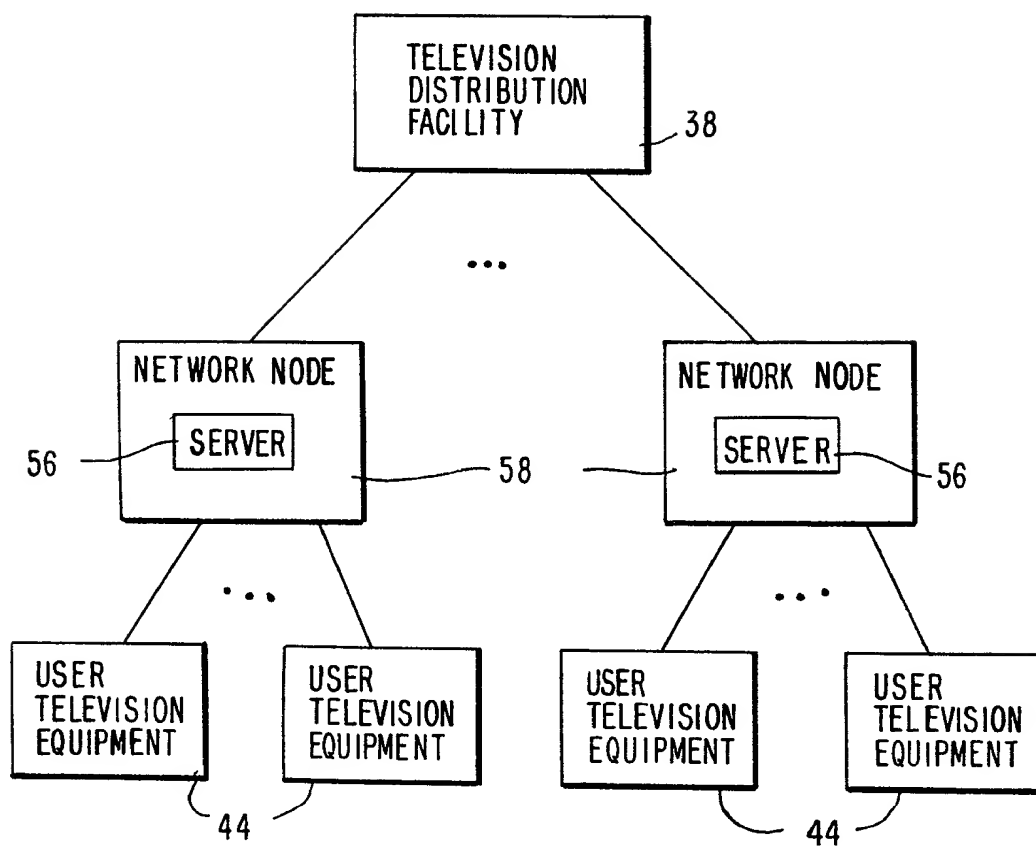 TELEVISION
DISTRIBUTION
FACILITY
38
...
NETWORK NODE
SERVER
56
58
NETWORK NODE
SERVER
56
...
...
USER
TELEVISION
EQUIPMENT
USER
TELEVISION
EQUIPMENT
44
USER
TELEVISION
EQUIPMENT
USER
TELEVISION
EQUIPMENT
44